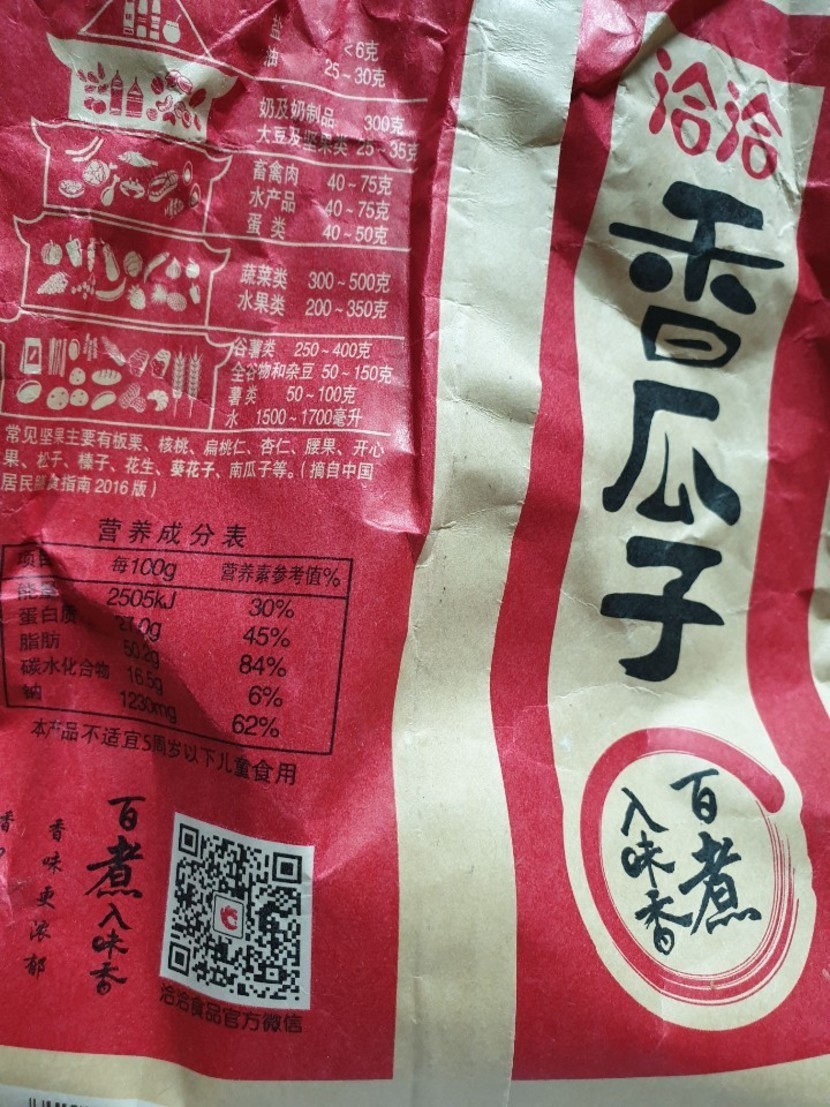 盐 <6克
油 25~30克
奶及奶制品 300克
大豆及坚果类 25~35克
畜禽肉 40~75克
水产品 40~75克
蛋 类 40~50克
蔬菜类 300~500克
水果类 200~350克
谷薯类 250~400克
全谷物和杂豆 50~150克
薯类 50~100克
水 1500~1700毫升
常见坚果主要有板栗、核桃、扁桃仁、杏仁、腰果、开心
果、松子、榛子、花生、葵花子、南瓜子等。(摘自中国
居民膳食指南2016版)
营养成分表
项目 每100g 营养素参考值%
能量 2505kJ 30%
蛋白质 27.0g 45%
脂肪 50.2g 84%
碳水化合物 16.5g 6%
钠 1230mg 62%
本产品不适宜5周岁以下儿童食用
百煮入味香
香味更浓郁
洽洽食品官方微信
洽洽
香瓜子
百煮
入味香